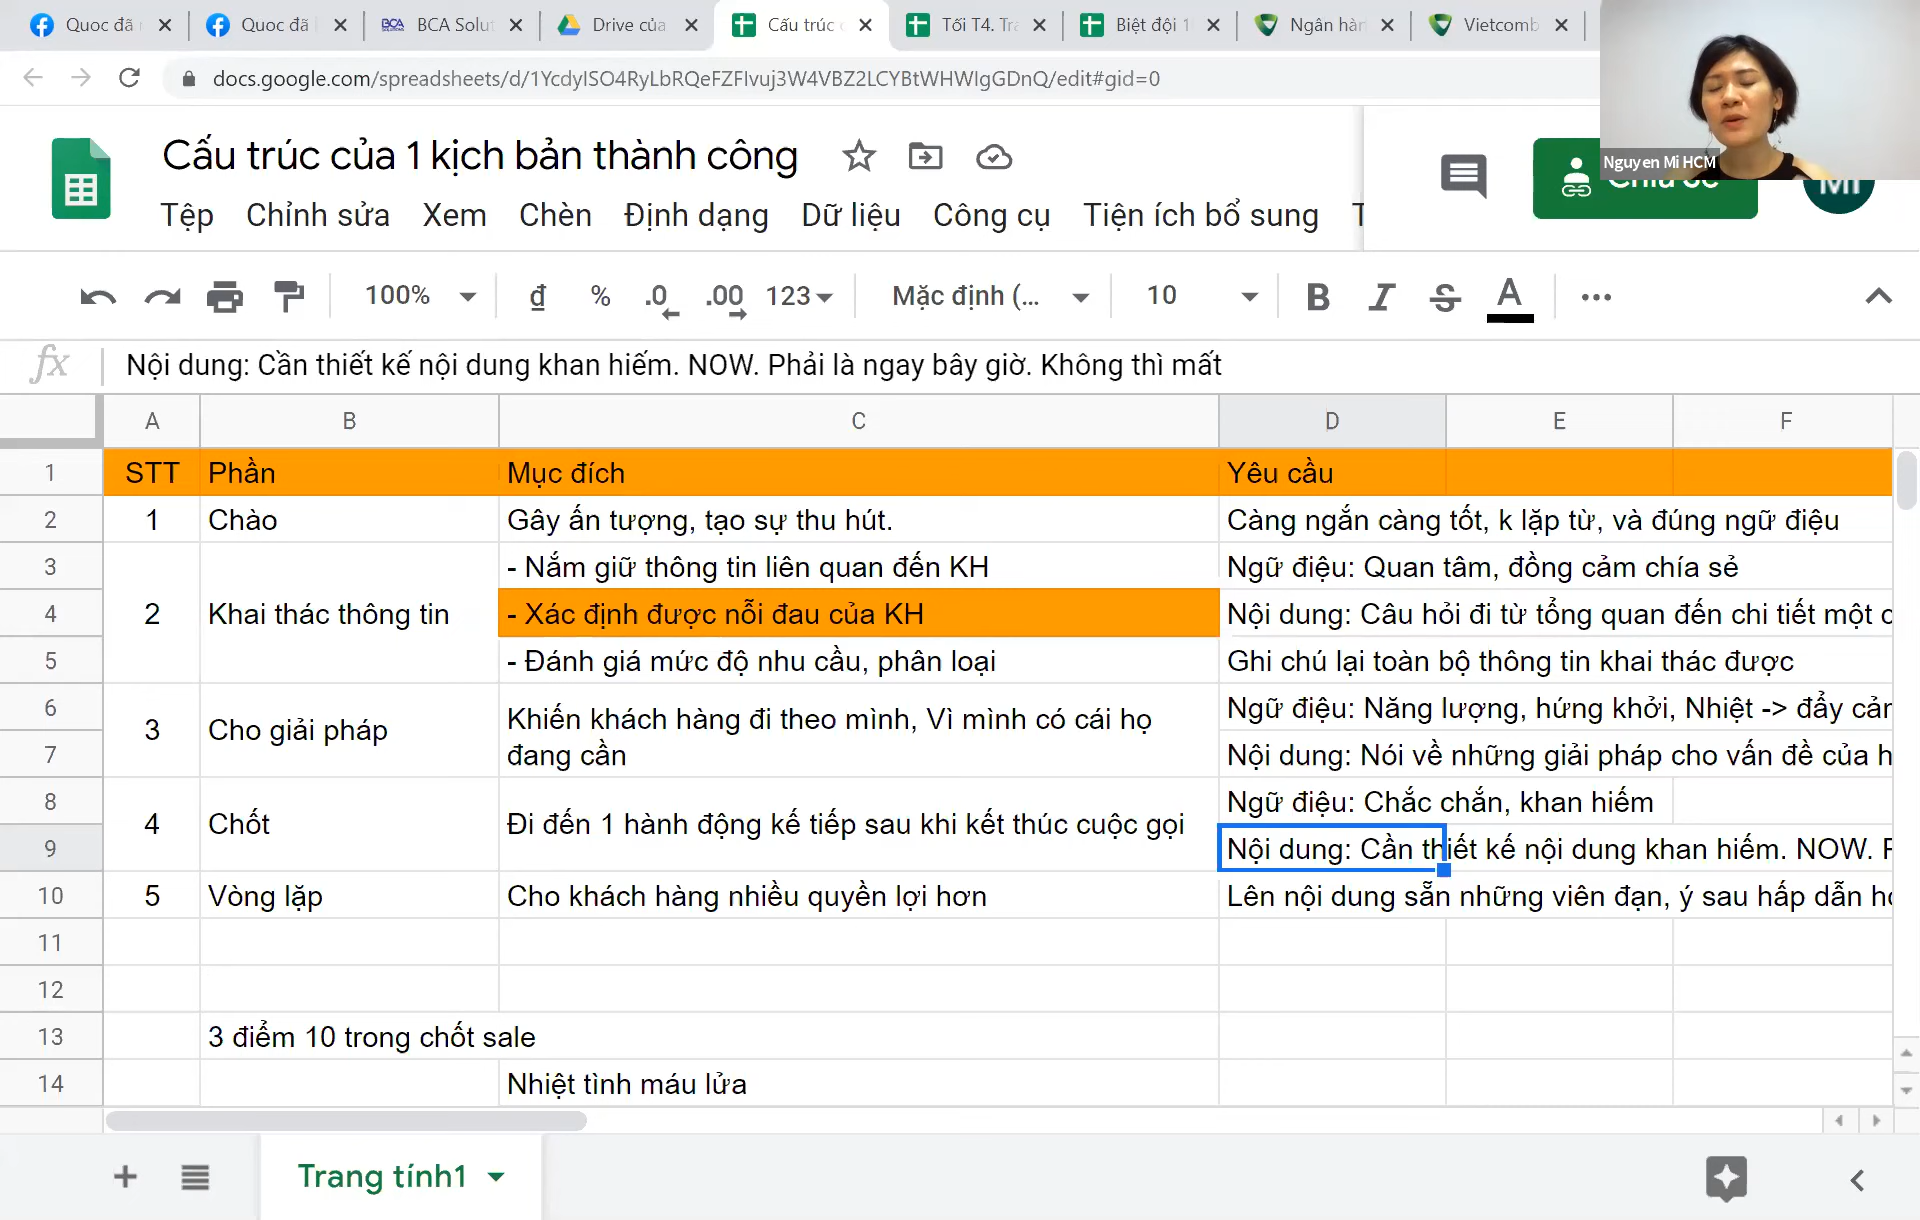 Quoc đã
Quoc đã
BCA BCA Solut
Drive của
Cấu trúc c
Tối T4. Tra
Biệt đội 1
Ngân hàn
Vietcomb
docs.google.com/spreadsheets/d/1YcdyISO4RyLbRQeFZFIvuj3W4VBZ2LCYBtWHWIgGDnQ/edit#gid=0
Nguyen Mi HCM
Cấu trúc của 1 kịch bản thành công
Chia sẻ
MI
Tệp Chỉnh sửa Xem Chèn Định dạng Dữ liệu Công cụ Tiện ích bổ sung T
100% đ % .0 .00 123 Mặc định (... 10 B I S A
fx Nội dung: Cần thiết kế nội dung khan hiếm. NOW. Phải là ngay bây giờ. Không thì mất
A B C D E F
1 STT Phần Mục đích Yêu cầu
2 1 Chào Gây ấn tượng, tạo sự thu hút. Càng ngắn càng tốt, k lặp từ, và đúng ngữ điệu
3 - Nắm giữ thông tin liên quan đến KH Ngữ điệu: Quan tâm, đồng cảm chía sẻ
4 2 Khai thác thông tin - Xác định được nỗi đau của KH Nội dung: Câu hỏi đi từ tổng quan đến chi tiết một c
5 - Đánh giá mức độ nhu cầu, phân loại Ghi chú lại toàn bộ thông tin khai thác được
6 Ngữ điệu: Năng lượng, hứng khởi, Nhiệt -> đẩy cản
3 Cho giải pháp Khiến khách hàng đi theo mình, Vì mình có cái họ
đang cần
7 Nội dung: Nói về những giải pháp cho vấn đề của h
8 Ngữ điệu: Chắc chắn, khan hiếm
4 Chốt Đi đến 1 hành động kế tiếp sau khi kết thúc cuộc gọi
9 Nội dung: Cần thiết kế nội dung khan hiếm. NOW. P
10 5 Vòng lặp Cho khách hàng nhiều quyền lợi hơn Lên nội dung sẵn những viên đạn, ý sau hấp dẫn hơ
11
12
13 3 điểm 10 trong chốt sale
14 Nhiệt tình máu lửa
Trang tính1